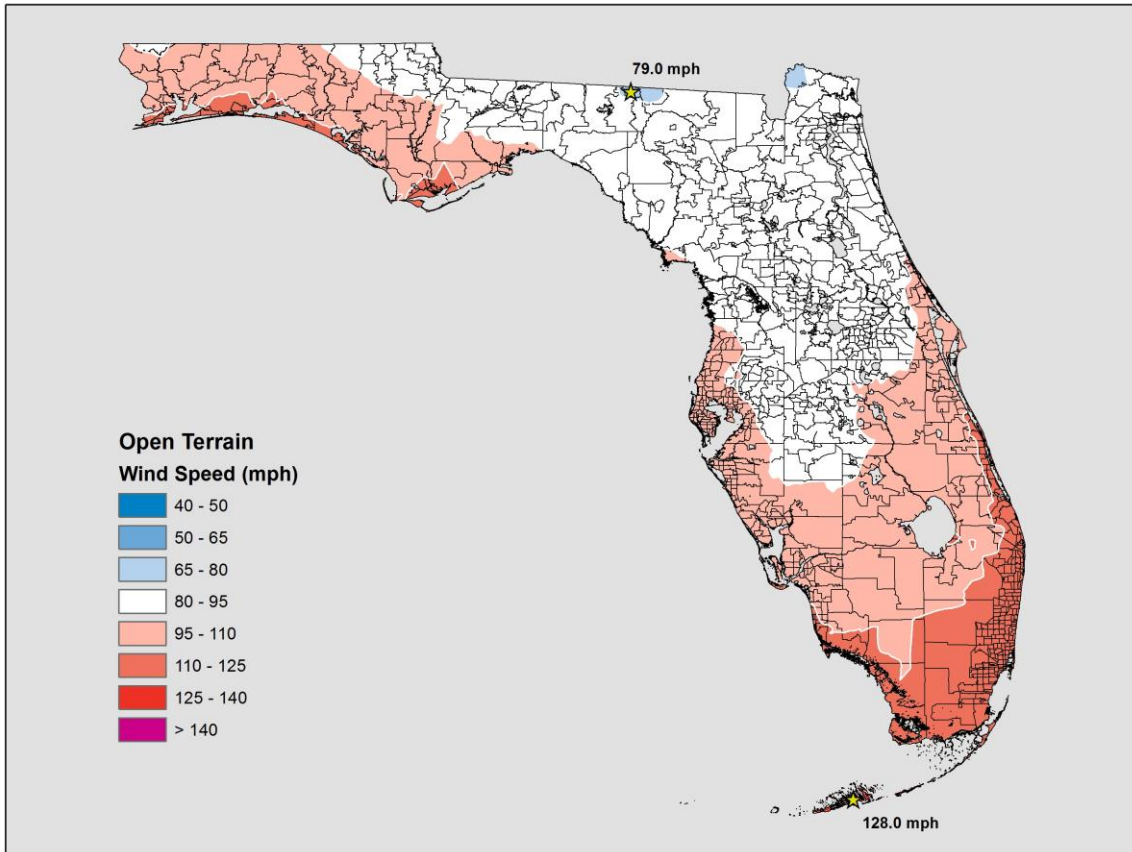 79.0 mph
Open Terrain
Wind Speed (mph)
40 - 50
50 - 65
65 - 80
80 - 95
95 - 110
110 - 125
125 - 140
> 140
128.0 mph